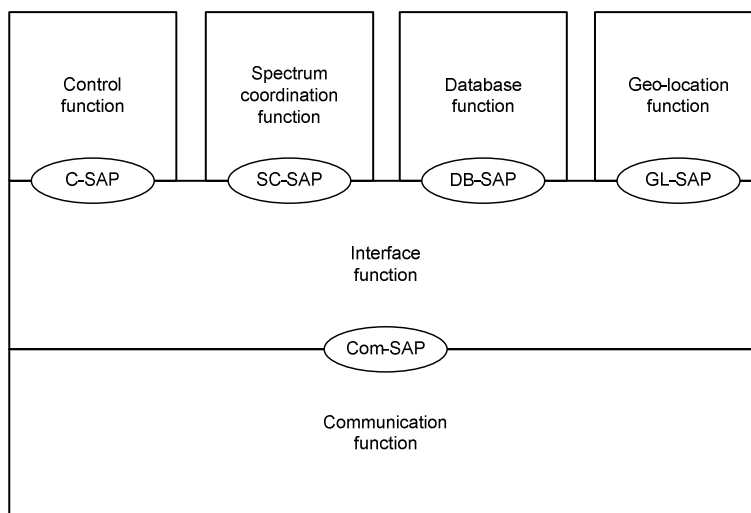 Control
function
Spectrum
coordination
function
Database
function
Geo-location
function
C-SAP
SC-SAP
DB-SAP
GL-SAP
Interface
function
Com-SAP
Communication
function